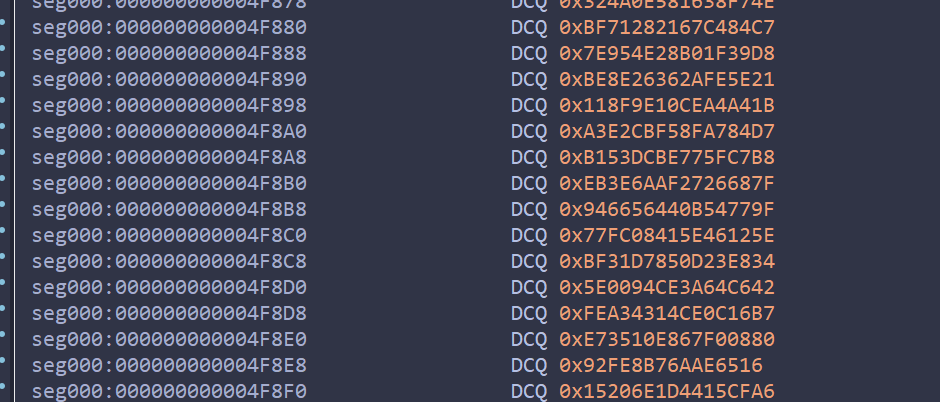 seg000:000000000004F878 DCQ 0x324A0E581638F74E
seg000:000000000004F880 DCQ 0xBF71282167C484C7
seg000:000000000004F888 DCQ 0x7E954E28B01F39D8
seg000:000000000004F890 DCQ 0xBE8E26362AFE5E21
seg000:000000000004F898 DCQ 0x118F9E10CEA4A41B
seg000:000000000004F8A0 DCQ 0xA3E2CBF58FA784D7
seg000:000000000004F8A8 DCQ 0xB153DCBE775FC7B8
seg000:000000000004F8B0 DCQ 0xEB3E6AAF2726687F
seg000:000000000004F8B8 DCQ 0x946656440B54779F
seg000:000000000004F8C0 DCQ 0x77FC08415E46125E
seg000:000000000004F8C8 DCQ 0xBF31D7850D23E834
seg000:000000000004F8D0 DCQ 0x5E0094CE3A64C642
seg000:000000000004F8D8 DCQ 0xFEA34314CE0C16B7
seg000:000000000004F8E0 DCQ 0xE73510E867F00880
seg000:000000000004F8E8 DCQ 0x92FE8B76AAE6516
seg000:000000000004F8F0 DCQ 0x15206E1D4415CFA6